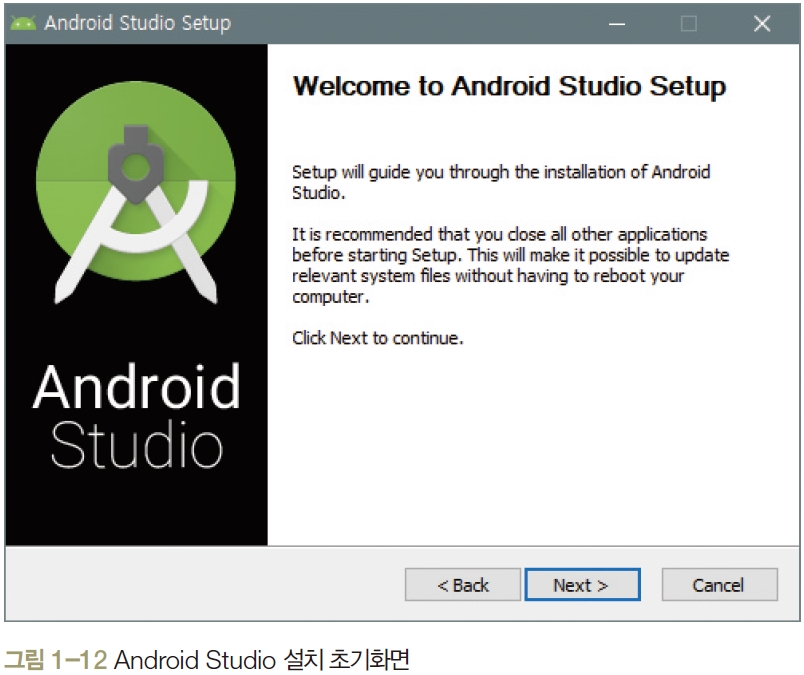 Android Studio Setup
Welcome to Android Studio Setup
Setup will guide you through the installation of Android
Studio.
It is recommended that you close all other applications
before starting Setup. This will make it possible to update
relevant system files without having to reboot your
computer.
Click Next to continue.
Android
Studio
< Back
Next >
Cancel
그림 1-12 Android Studio 설치 초기화면